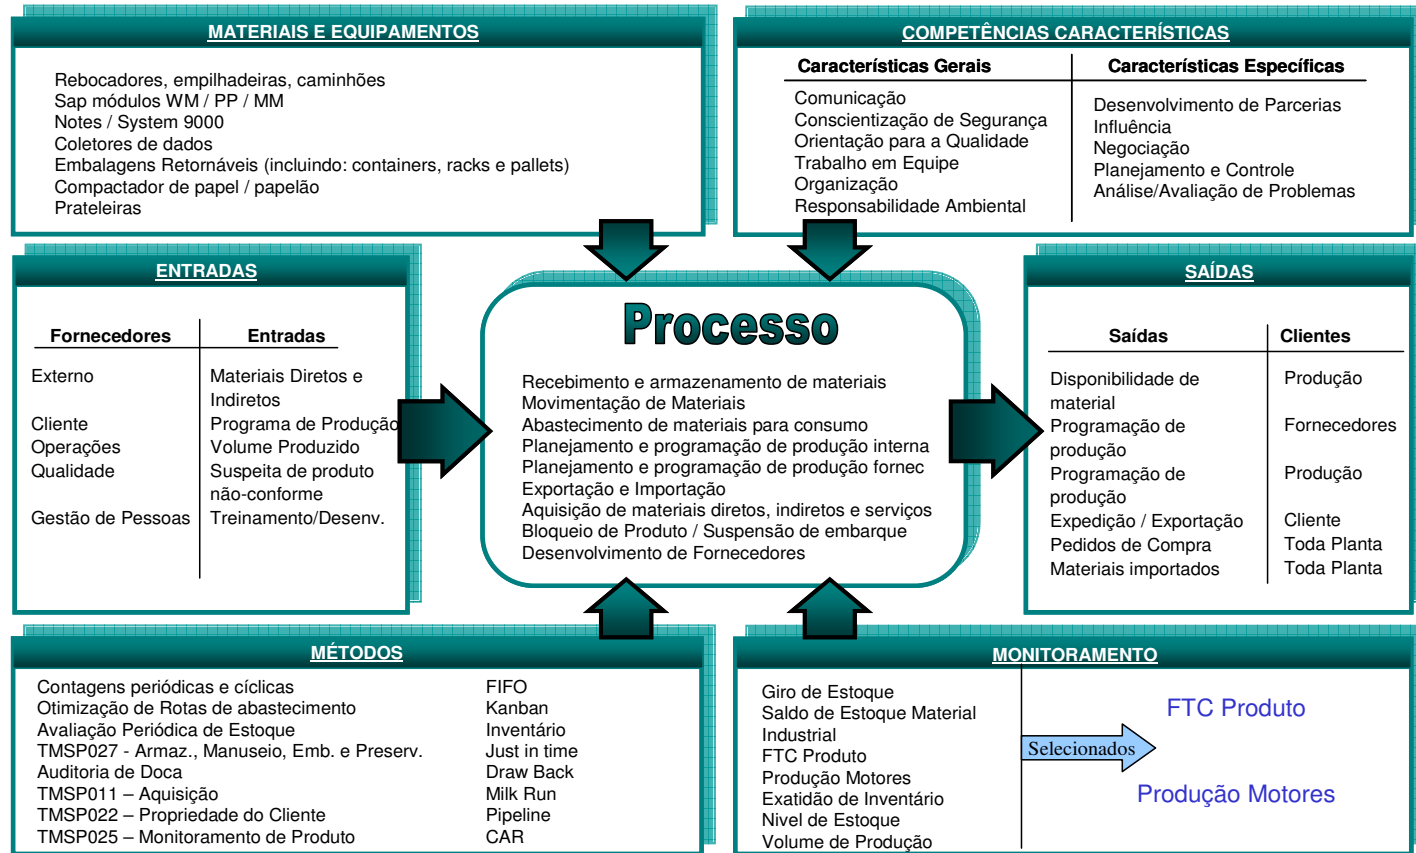 MATERIAIS E EQUIPAMENTOS
Rebocadores, empilhadeiras, caminhões
Sap módulos WM / PP / MM
Notes / System 9000
Coletores de dados
Embalagens Retornáveis (incluindo: containers, racks e pallets)
Compactador de papel / papelão
Prateleiras
COMPETÊNCIAS CARACTERÍSTICAS
Características Gerais
Comunicação
Conscientização de Segurança
Orientação para a Qualidade
Trabalho em Equipe
Organização
Responsabilidade Ambiental
Características Específicas
Desenvolvimento de Parcerias
Influência
Negociação
Planejamento e Controle
Análise/Avaliação de Problemas
ENTRADAS
Fornecedores Entradas
Externo Materiais Diretos e
Indiretos
Cliente Programa de Produção
Operações Volume Produzido
Qualidade Suspeita de produto
não-conforme
Gestão de Pessoas Treinamento/Desenv.
Processo
Recebimento e armazenamento de materiais
Movimentação de Materiais
Abastecimento de materiais para consumo
Planejamento e programação de produção interna
Planejamento e programação de produção fornec
Exportação e Importação
Aquisição de materiais diretos, indiretos e serviços
Bloqueio de Produto / Suspensão de embarque
Desenvolvimento de Fornecedores
SAÍDAS
Saídas Clientes
Disponibilidade de Produção
material
Programação de Fornecedores
produção
Programação de Produção
produção
Expedição / Exportação Cliente
Pedidos de Compra Toda Planta
Materiais importados Toda Planta
MÉTODOS
Contagens periódicas e cíclicas FIFO
Otimização de Rotas de abastecimento Kanban
Avaliação Periódica de Estoque Inventário
TMSP027 - Armaz., Manuseio, Emb. e Preserv. Just in time
Auditoria de Doca Draw Back
TMSP011 – Aquisição Milk Run
TMSP022 – Propriedade do Cliente Pipeline
TMSP025 – Monitoramento de Produto CAR
MONITORAMENTO
Giro de Estoque
Saldo de Estoque Material
Industrial
FTC Produto
Produção Motores
Exatidão de Inventário
Nivel de Estoque
Volume de Produção
Selecionados
FTC Produto
Produção Motores